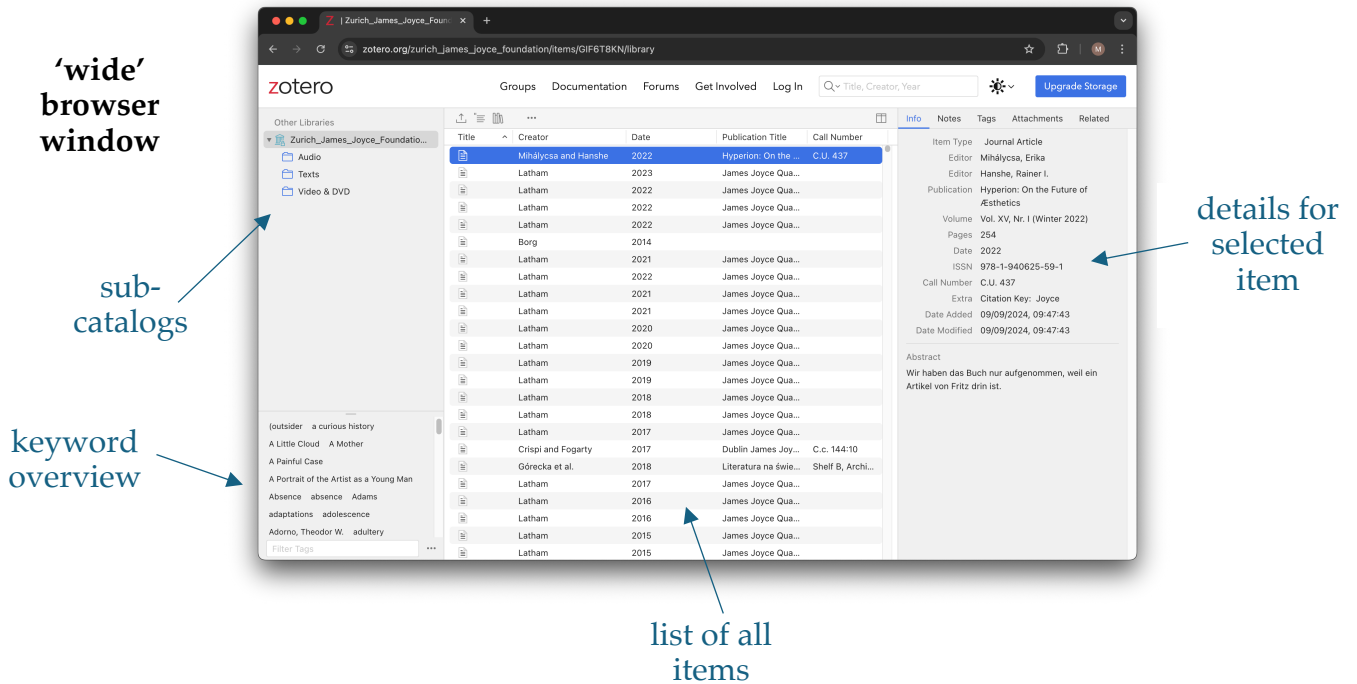 ‘wide’
browser
window
sub-
catalogs
keyword
overview
list of all
items
details for
selected
item
Z | Zurich_James_Joyce_Foun
zotero.org/zurich_james_joyce_foundation/items/GIF6T8KN/library
M
zotero
Groups Documentation Forums Get Involved Log In Title, Creator, Year Upgrade Storage
Other Libraries
Zurich_James_Joyce_Foundatio...
Audio
Texts
Video & DVD
(outsider a curious history
A Little Cloud A Mother
A Painful Case
A Portrait of the Artist as a Young Man
Absence absence Adams
adaptations adolescence
Adorno, Theodor W. adultery
Filter Tags
Title Creator Date Publication Title Call Number
Mihálycsa and Hanshe 2022 Hyperion: On the ... C.U. 437
Latham 2023 James Joyce Qua...
Latham 2022 James Joyce Qua...
Latham 2022 James Joyce Qua...
Latham 2022 James Joyce Qua...
Borg 2014
Latham 2021 James Joyce Qua...
Latham 2022 James Joyce Qua...
Latham 2021 James Joyce Qua...
Latham 2021 James Joyce Qua...
Latham 2020 James Joyce Qua...
Latham 2020 James Joyce Qua...
Latham 2019 James Joyce Qua...
Latham 2019 James Joyce Qua...
Latham 2018 James Joyce Qua...
Latham 2018 James Joyce Qua...
Latham 2017 James Joyce Qua...
Crispi and Fogarty 2017 Dublin James Joy... C.c. 144:10
Górecka et al. 2018 Literatura na świe... Shelf B, Archi...
Latham 2017 James Joyce Qua...
Latham 2016 James Joyce Qua...
Latham 2016 James Joyce Qua...
Latham 2015 James Joyce Qua...
Latham 2015 James Joyce Qua...
Info Notes Tags Attachments Related
Item Type Journal Article
Editor Mihálycsa, Erika
Editor Hanshe, Rainer I.
Publication Hyperion: On the Future of
Æsthetics
Volume Vol. XV, Nr. I (Winter 2022)
Pages 254
Date 2022
ISSN 978-1-940625-59-1
Call Number C.U. 437
Extra Citation Key: Joyce
Date Added 09/09/2024, 09:47:43
Date Modified 09/09/2024, 09:47:43
Abstract
Wir haben das Buch nur aufgenommen, weil ein
Artikel von Fritz drin ist.